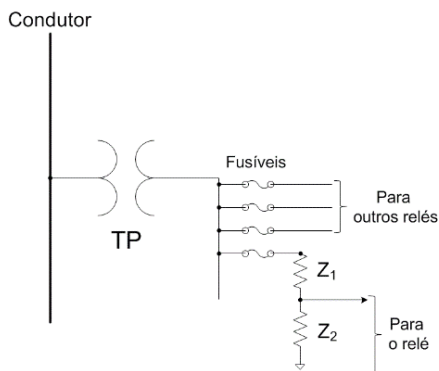 Condutor
Fusíveis
Para
outros relés
TP
Z1
Z2
Para
o relé